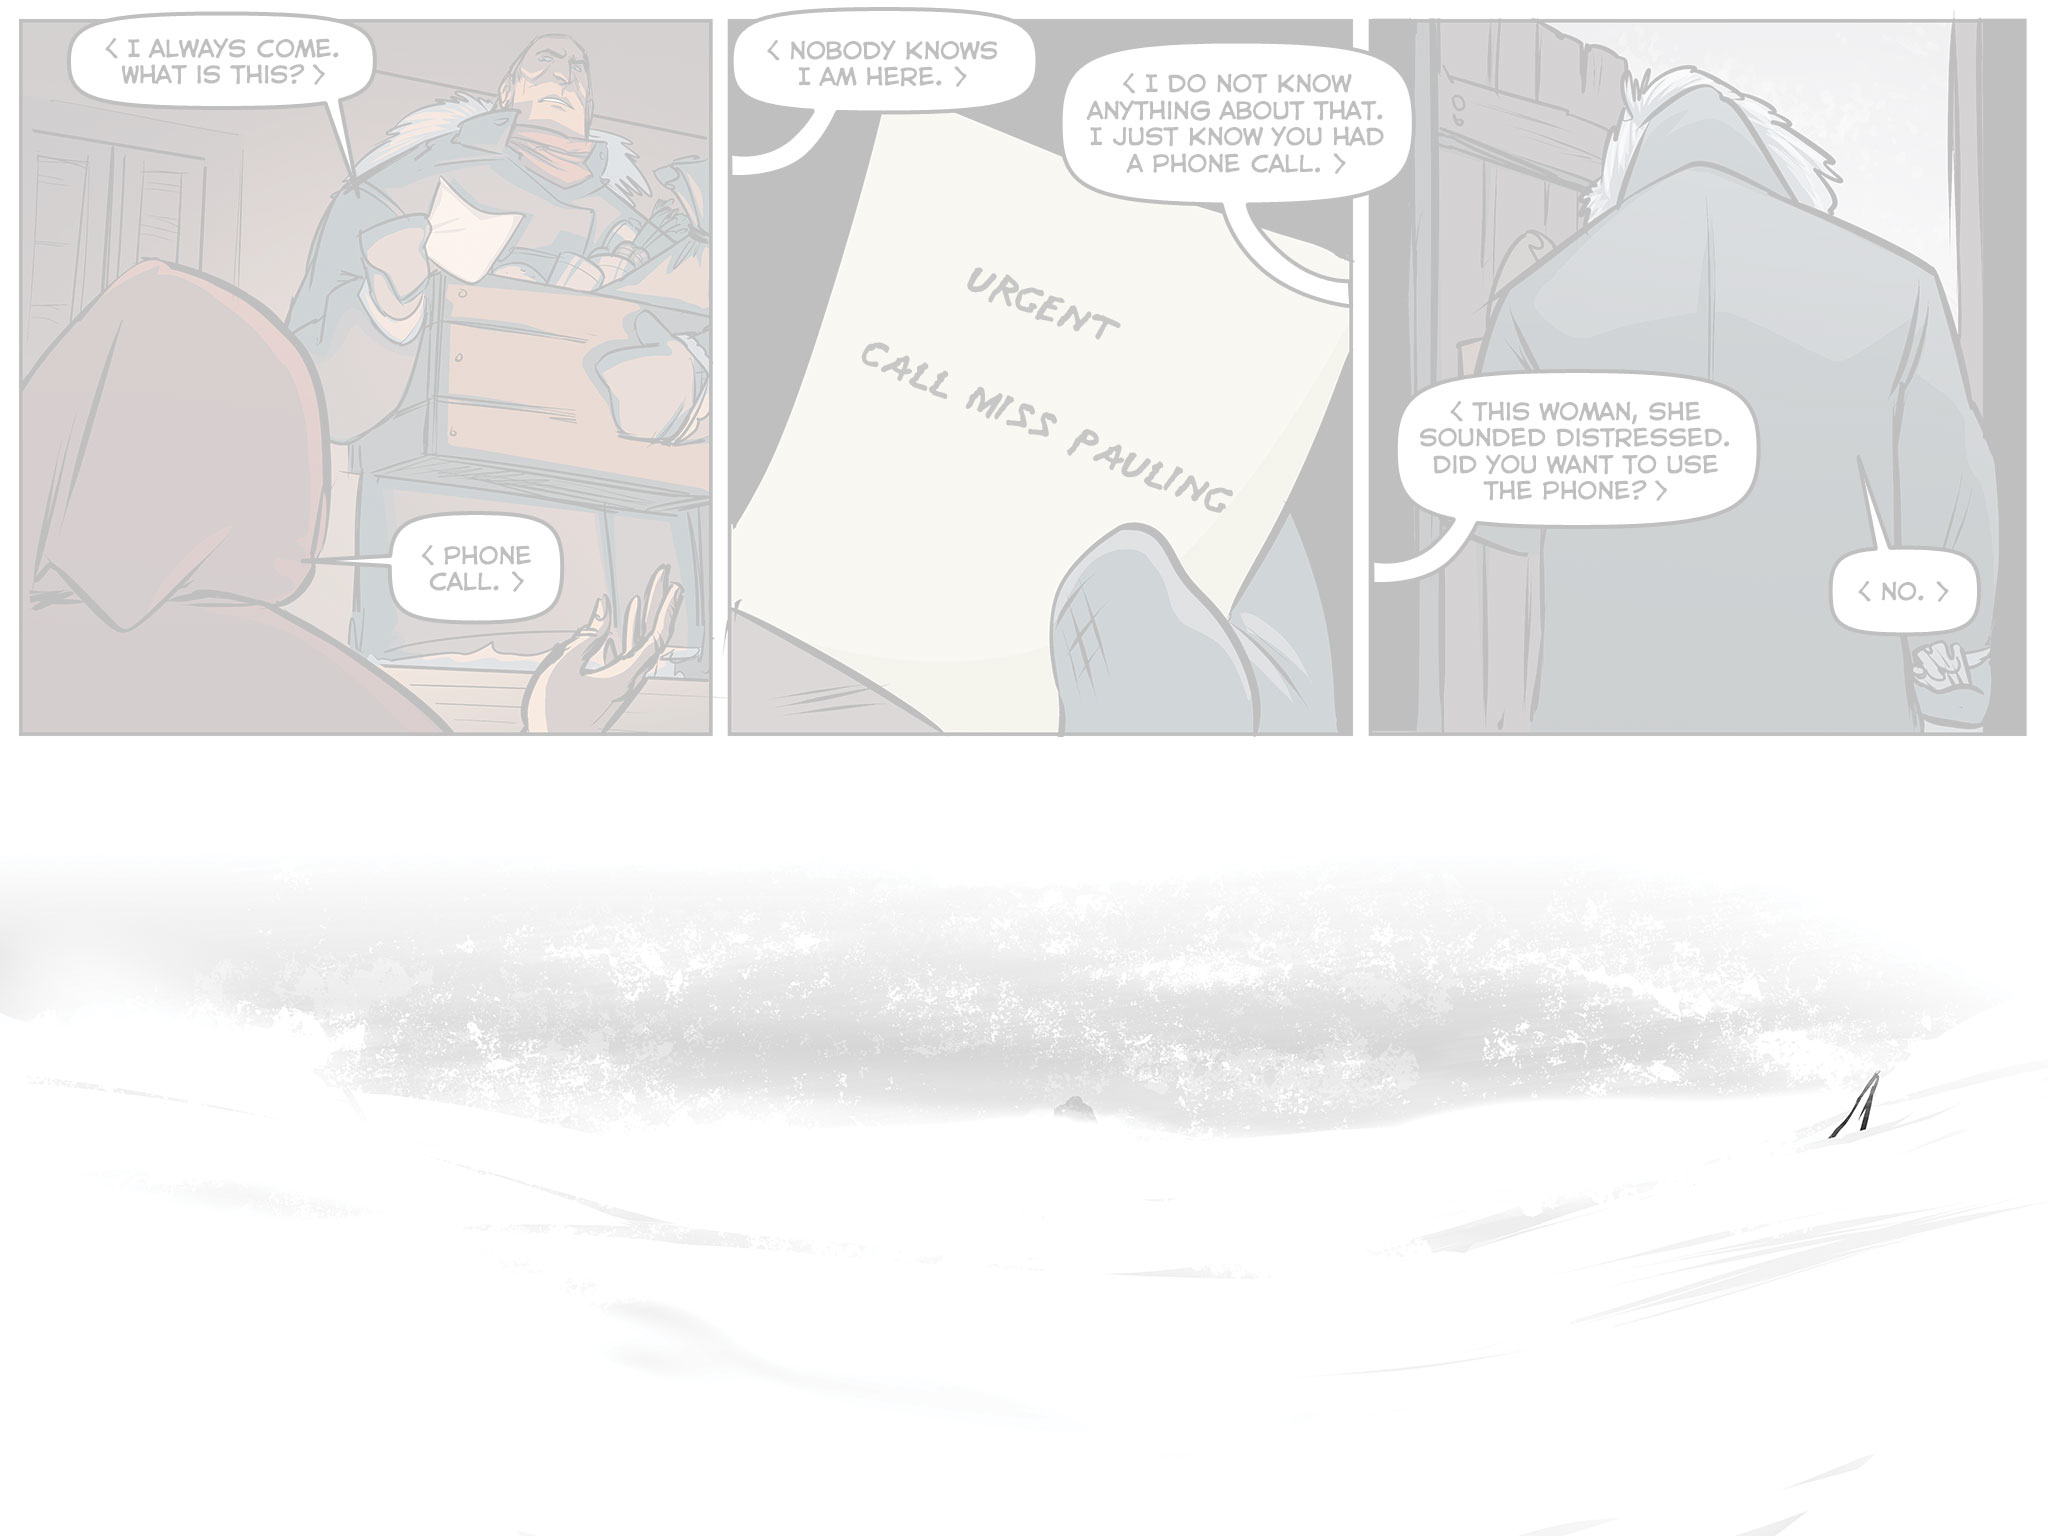 < I ALWAYS COME.
WHAT IS THIS? >
< PHONE
CALL. >
< NOBODY KNOWS
I AM HERE. >
< I DO NOT KNOW
ANYTHING ABOUT THAT.
I JUST KNOW YOU HAD
A PHONE CALL. >
URGENT
CALL MISS PAULING
< THIS WOMAN, SHE
SOUNDED DISTRESSED.
DID YOU WANT TO USE
THE PHONE? >
< NO. >